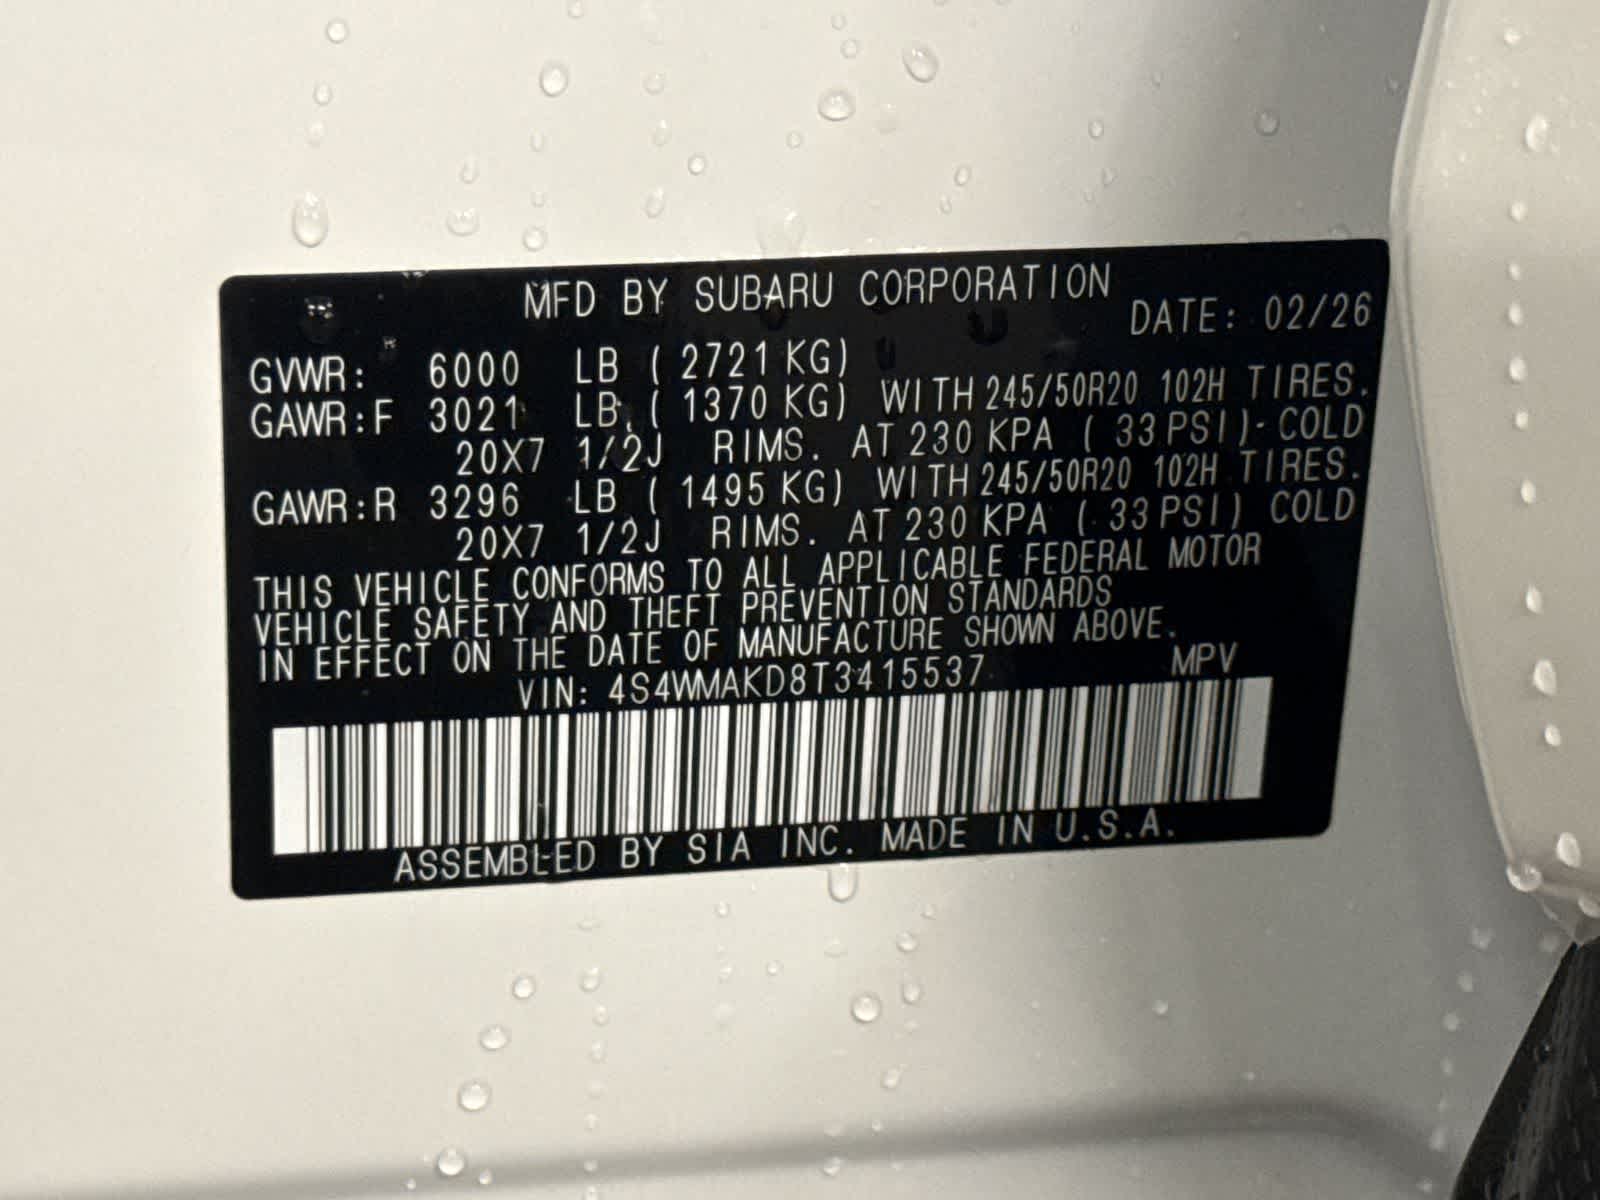 MFD BY SUBARU CORPORATION
DATE: 02/26
GVWR: 6000 LB ( 2721 KG)
GAWR:F 3021 LB ( 1370 KG) WITH 245/50R20 102H TIRES.
20X7 1/2J RIMS. AT 230 KPA ( 33 PSI) COLD
GAWR:R 3296 LB ( 1495 KG) WITH 245/50R20 102H TIRES.
20X7 1/2J RIMS. AT 230 KPA ( 33 PSI) COLD
THIS VEHICLE CONFORMS TO ALL APPLICABLE FEDERAL MOTOR
VEHICLE SAFETY AND THEFT PREVENTION STANDARDS
IN EFFECT ON THE DATE OF MANUFACTURE SHOWN ABOVE.
VIN: 4S4WMAKD8T3415537 MPV
ASSEMBLED BY SIA INC. MADE IN U.S.A.